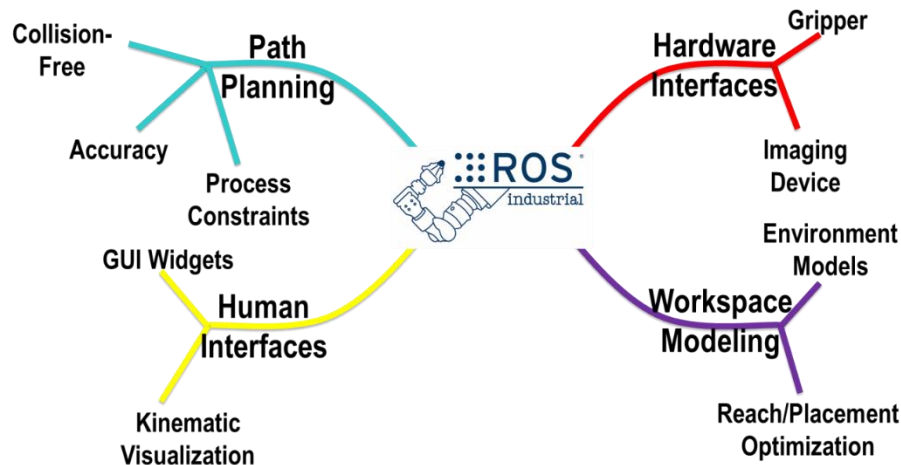 Collision-
Free
Path
Planning
Accuracy
Process
Constraints
Hardware
Interfaces
Gripper
Imaging
Device
ROS
industrial
GUI Widgets
Human
Interfaces
Kinematic
Visualization
Environment
Models
Workspace
Modeling
Reach/Placement
Optimization